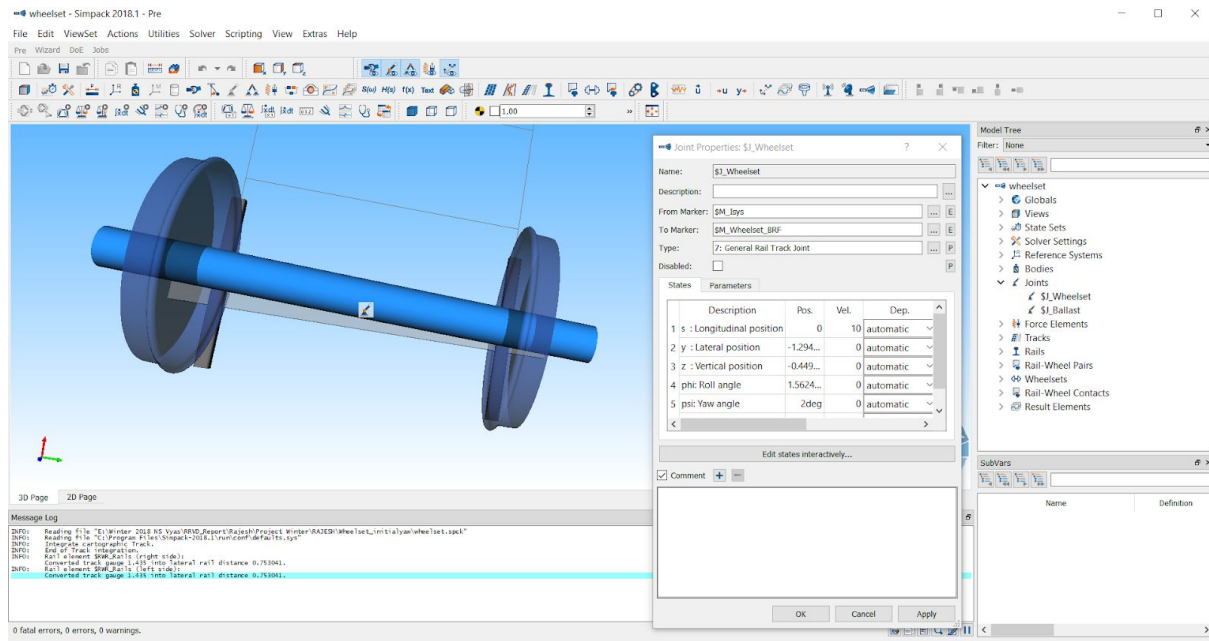 wheelset - Simpack 2018.1 - Pre
File Edit ViewSet Actions Utilities Solver Scripting View Extras Help
Pre Wizard DoE Jobs
S(ω) H(s) f(x) Text
1.00
3D Page 2D Page
Message Log
INFO: Reading file "E:\Winter 2018 NS Vyas\RRVD_Report\Rajesh\Project Winter\RAJESH\Wheelset_initialyaw\wheelset.spck"
INFO: Reading file "C:\Program Files\Simpack-2018.1\run\conf\defaults.sys"
INFO: Integrate cartographic Track.
INFO: End of Track integration.
INFO: Rail element $RWR_Rails (right side):
Converted track gauge 1.435 into lateral rail distance 0.753041.
INFO: Rail element $RWR_Rails (left side):
Converted track gauge 1.435 into lateral rail distance 0.753041.
0 fatal errors, 0 errors, 0 warnings.
Joint Properties: $J_Wheelset
Name: $J_Wheelset
Description:
From Marker: $M_Isys ... E
To Marker: $M_Wheelset_BRF ... E
Type: 7: General Rail Track Joint ... P
Disabled: P
States Parameters
Description Pos. Vel. Dep.
1 s : Longitudinal position 0 10 automatic
2 y : Lateral position -1.294... 0 automatic
3 z : Vertical position -0.449... 0 automatic
4 phi: Roll angle 1.5624... 0 automatic
5 psi: Yaw angle 2deg 0 automatic
Edit states interactively...
Comment
OK Cancel Apply
Model Tree
Filter: None
wheelset
Globals
Views
State Sets
Solver Settings
Reference Systems
Bodies
Joints
$J_Wheelset
$J_Ballast
Force Elements
Tracks
Rails
Rail-Wheel Pairs
Wheelsets
Rail-Wheel Contacts
Result Elements
SubVars
Name Definition